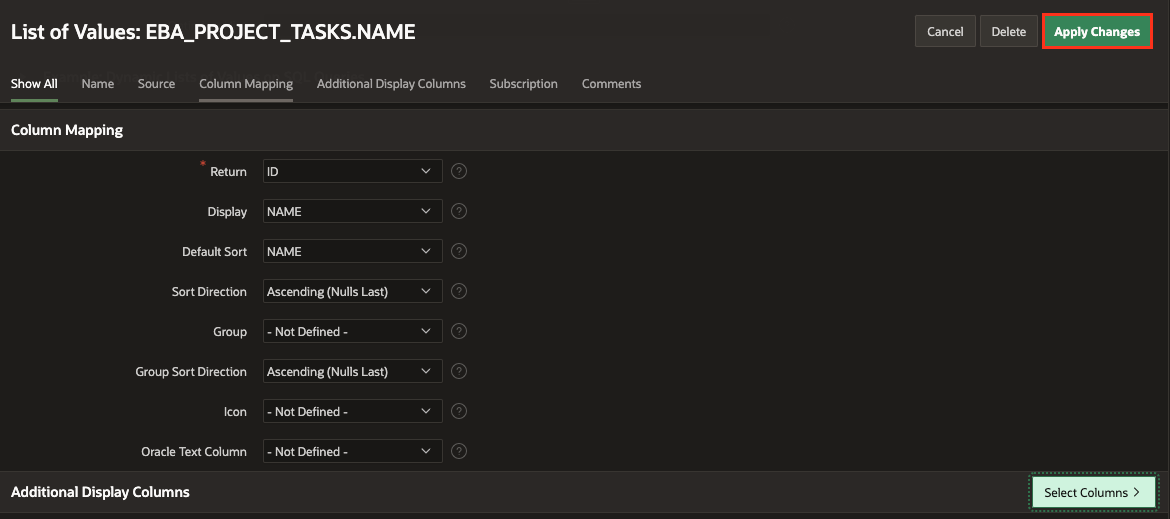 List of Values: EBA_PROJECT_TASKS.NAME
Cancel Delete Apply Changes
Show All Name Source Column Mapping Additional Display Columns Subscription Comments
Column Mapping
* Return ID ?
Display NAME ?
Default Sort NAME ?
Sort Direction Ascending (Nulls Last) ?
Group - Not Defined - ?
Group Sort Direction Ascending (Nulls Last) ?
Icon - Not Defined - ?
Oracle Text Column - Not Defined - ?
Additional Display Columns Select Columns >